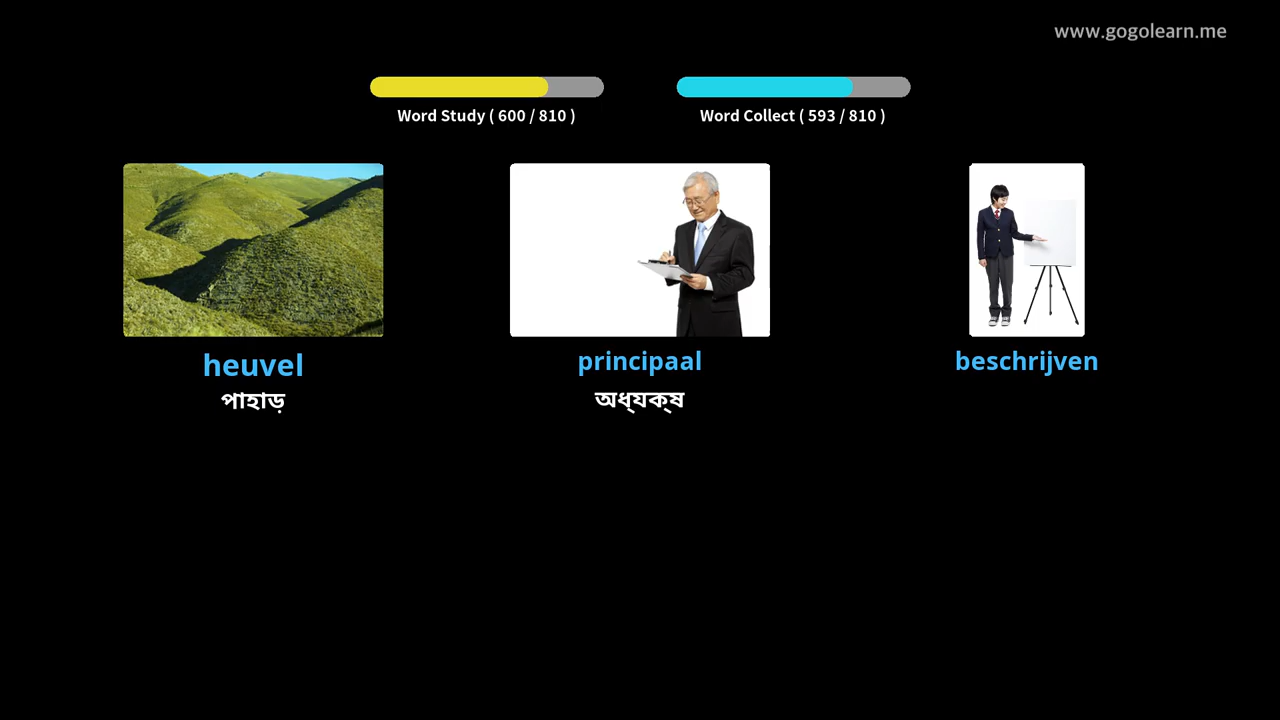 www.gogolearn.me
Word Study ( 600 / 810 )
Word Collect ( 593 / 810 )
heuvel
principaal
beschrijven
পাহাড়
অধ্‌যক্‌ষ